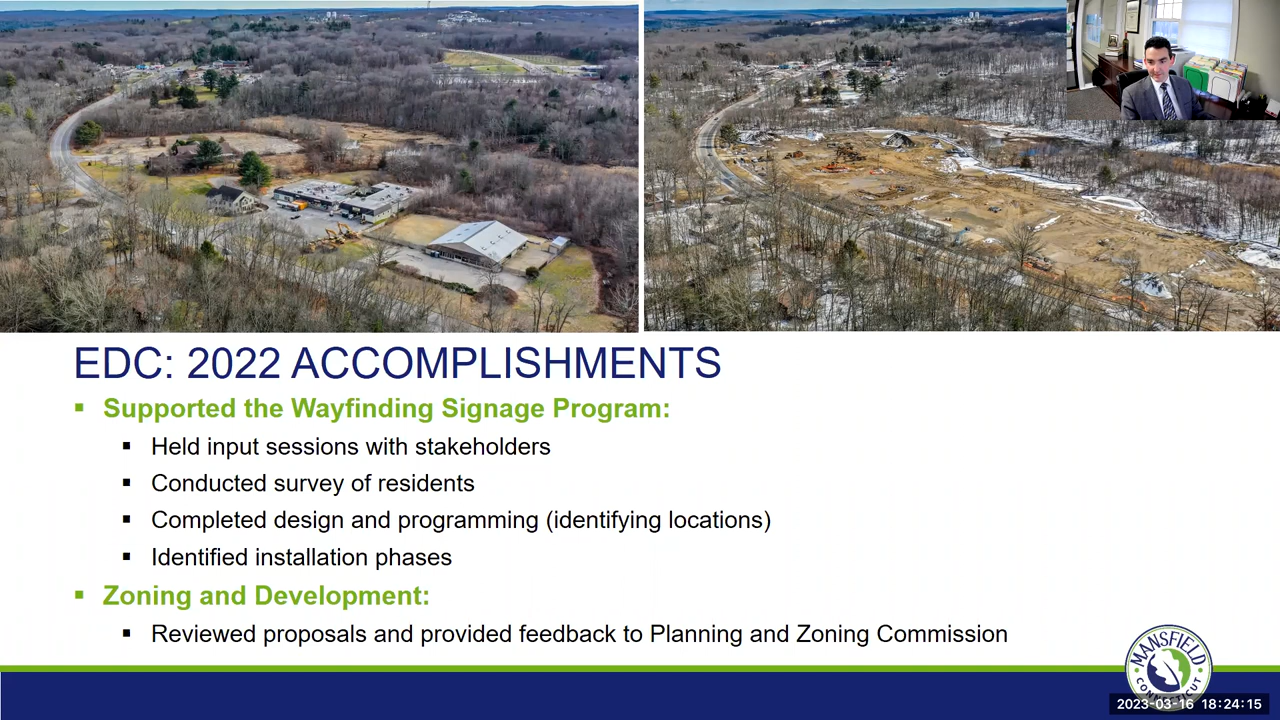 EDC: 2022 ACCOMPLISHMENTS
Supported the Wayfinding Signage Program:
Held input sessions with stakeholders
Conducted survey of residents
Completed design and programming (identifying locations)
Identified installation phases
Zoning and Development:
Reviewed proposals and provided feedback to Planning and Zoning Commission
MANSFIELD
CONNECTICUT
2023-03-16 18:24:15